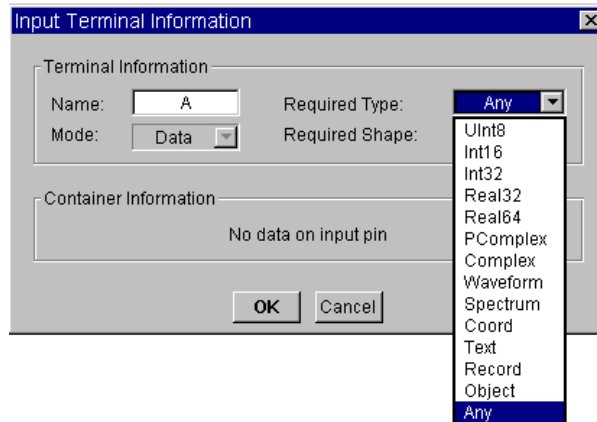 Input Terminal Information
Terminal Information
Name: A Required Type: Any
Mode: Data Required Shape:
UInt8
Int16
Int32
Real32
Real64
PComplex
Complex
Waveform
Spectrum
Coord
Text
Record
Object
Any
Container Information
No data on input pin
OK Cancel